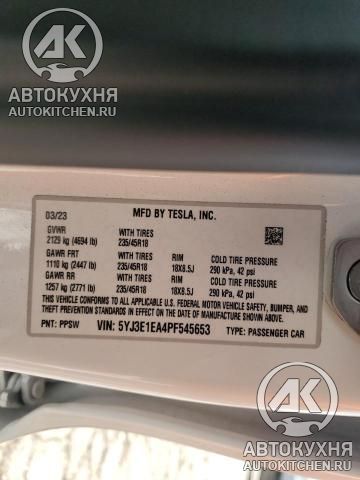 АВТОКУХНЯ
AUTOKITCHEN.RU
АВТОКУХНЯ
AUTOKITCHEN.RU
03/23 MFD BY TESLA, INC.
GVWR WITH TIRES
2129 kg (4694 lb) 235/45R18
GAWR FRT WITH TIRES RIM COLD TIRE PRESSURE
1110 kg (2447 lb) 235/45R18 18X8.5J 290 kPa, 42 psi
GAWR RR WITH TIRES RIM COLD TIRE PRESSURE
1257 kg (2771 lb) 235/45R18 18X8.5J 290 kPa, 42 psi
THIS VEHICLE CONFORMS TO ALL APPLICABLE U.S. FEDERAL MOTOR VEHICLE SAFETY, BUMPER, AND
THEFT PREVENTION STANDARDS IN EFFECT ON THE DATE OF MANUFACTURE SHOWN ABOVE.
PNT: PPSW VIN: 5YJ3E1EA4PF545653 TYPE: PASSENGER CAR
АВТОКУХНЯ
AUTOKITCHEN.RU